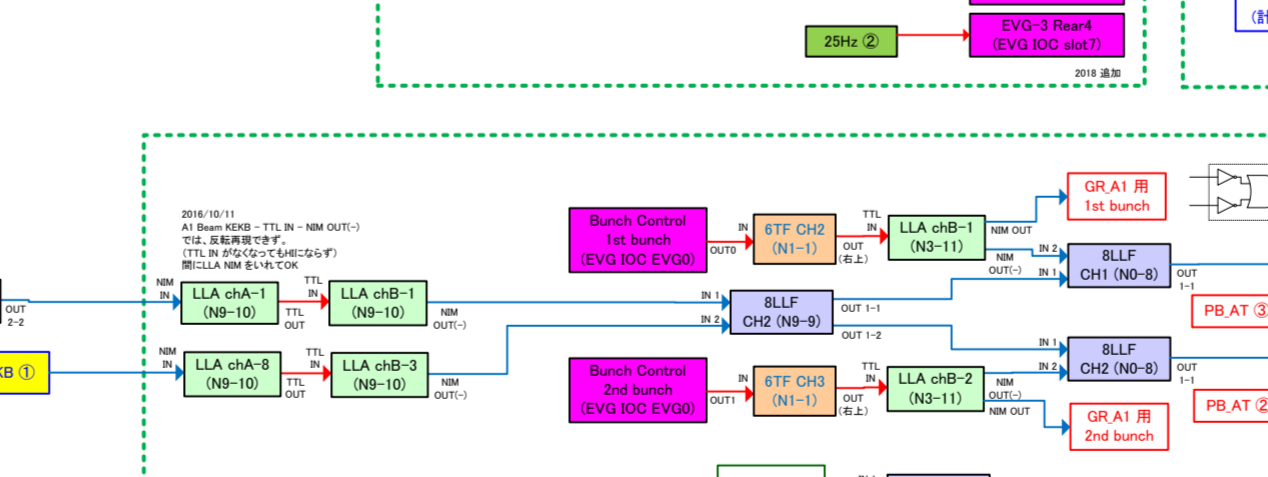 EVG-3 Rear4
(EVG IOC slot7)
25Hz ②
2018 追加
(計
2016/10/11
A1 Beam KEKB - TTL IN - NIM OUT(-)
では、反転再現できず。
(TTL IN がなくなってもHIにならず)
間にLLA NIM をいれてOK
GR_A1 用
1st bunch
Bunch Control
1st bunch
(EVG IOC EVG0)
OUT0
IN
6TF CH2
(N1-1)
OUT
(右上)
TTL
IN
LLA chB-1
(N3-11)
NIM OUT
NIM
OUT(-)
IN 2
IN 1
8LLF
CH1 (N0-8)
OUT
1-1
OUT
2-2
NIM
IN
LLA chA-1
(N9-10)
TTL
OUT
TTL
IN
LLA chB-1
(N9-10)
NIM
OUT(-)
IN 1
IN 2
8LLF
CH2 (N9-9)
OUT 1-1
OUT 1-2
PB_AT ③
KB ①
NIM
IN
LLA chA-8
(N9-10)
TTL
OUT
TTL
IN
LLA chB-3
(N9-10)
NIM
OUT(-)
Bunch Control
2nd bunch
(EVG IOC EVG0)
OUT1
IN
6TF CH3
(N1-1)
OUT
(右上)
TTL
IN
LLA chB-2
(N3-11)
NIM
OUT(-)
NIM OUT
IN 1
IN 2
8LLF
CH2 (N0-8)
OUT
1-1
PB_AT ②
GR_A1 用
2nd bunch